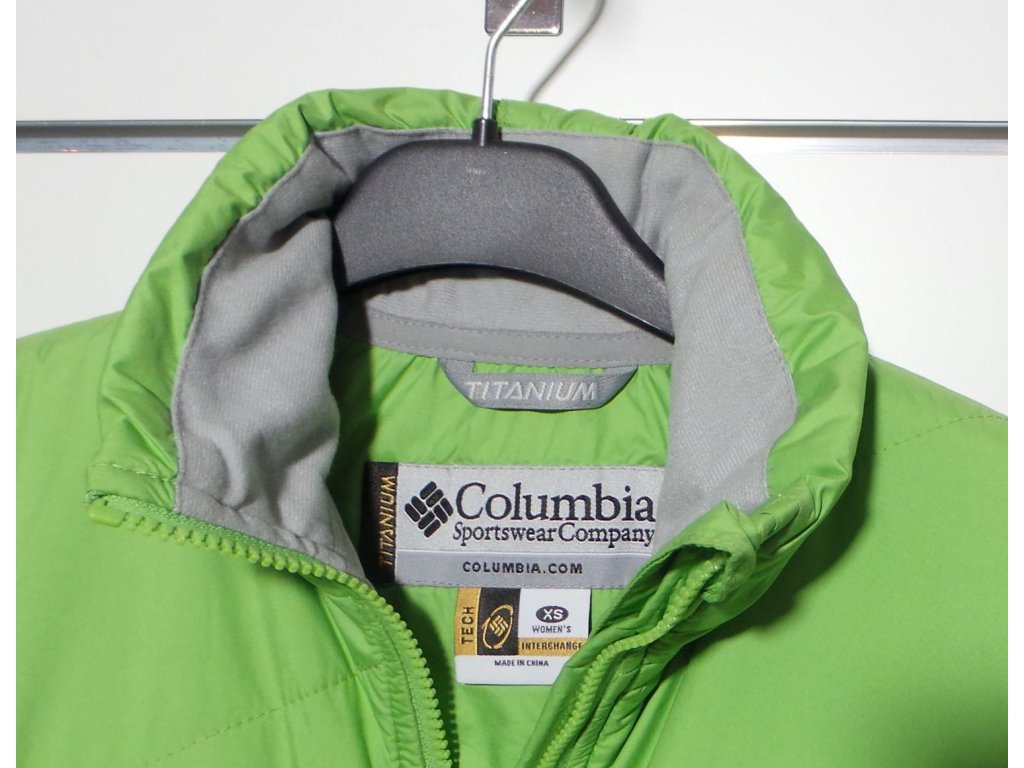 TITANIUM
TITANIUM
Columbia
Sportswear Company
COLUMBIA.COM
TECH
XS
WOMEN'S
INTERCHANGE
MADE IN CHINA